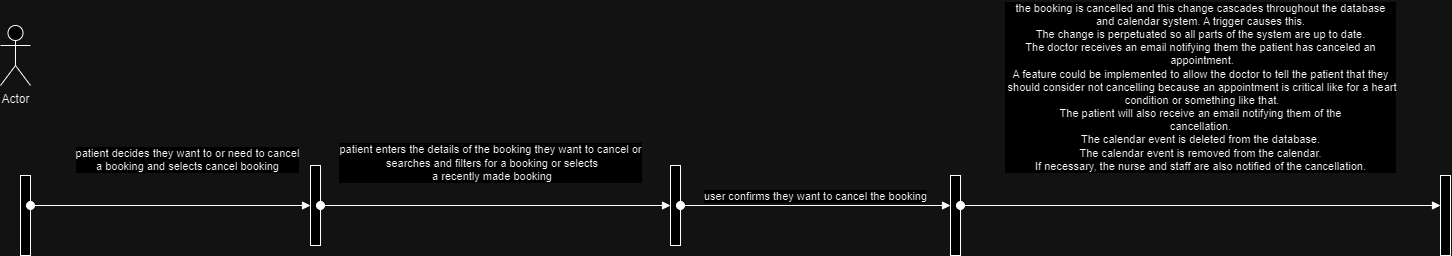 Actor
patient decides they want to or need to cancel
a booking and selects cancel booking
patient enters the details of the booking they want to cancel or
searches and filters for a booking or selects
a recently made booking
user confirms they want to cancel the booking
the booking is cancelled and this change cascades throughout the database
and calendar system. A trigger causes this.
The change is perpetuated so all parts of the system are up to date.
The doctor receives an email notifying them the patient has canceled an
appointment.
A feature could be implemented to allow the doctor to tell the patient that they
should consider not cancelling because an appointment is critical like for a heart
condition or something like that.
The patient will also receive an email notifying them of the
cancellation.
The calendar event is deleted from the database.
The calendar event is removed from the calendar.
If necessary, the nurse and staff are also notified of the cancellation.